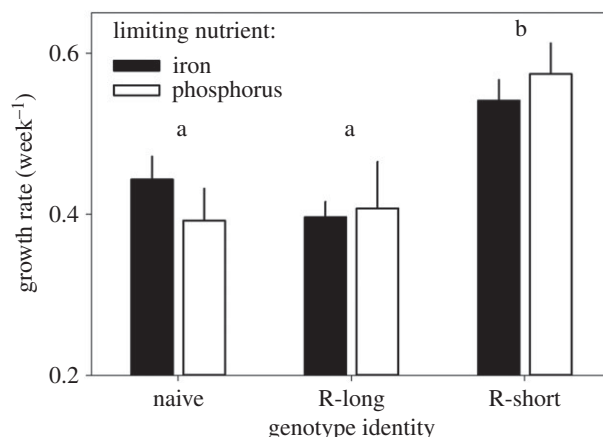 limiting nutrient:
iron
phosphorus
growth rate (week⁻¹)
0.6
0.4
0.2
a
a
b
naive R-long R-short
genotype identity